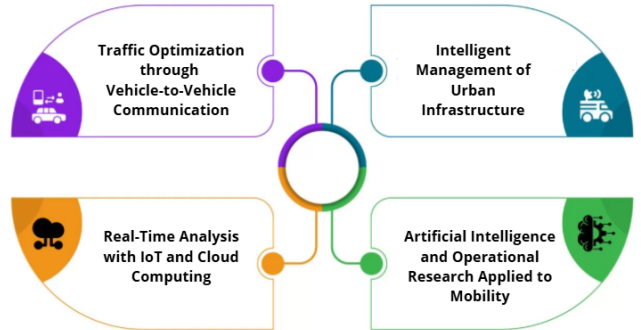 Traffic Optimization
through
Vehicle-to-Vehicle
Communication
Intelligent
Management of
Urban
Infrastructure
Real-Time Analysis
with IoT and Cloud
Computing
Artificial Intelligence
and Operational
Research Applied to
Mobility